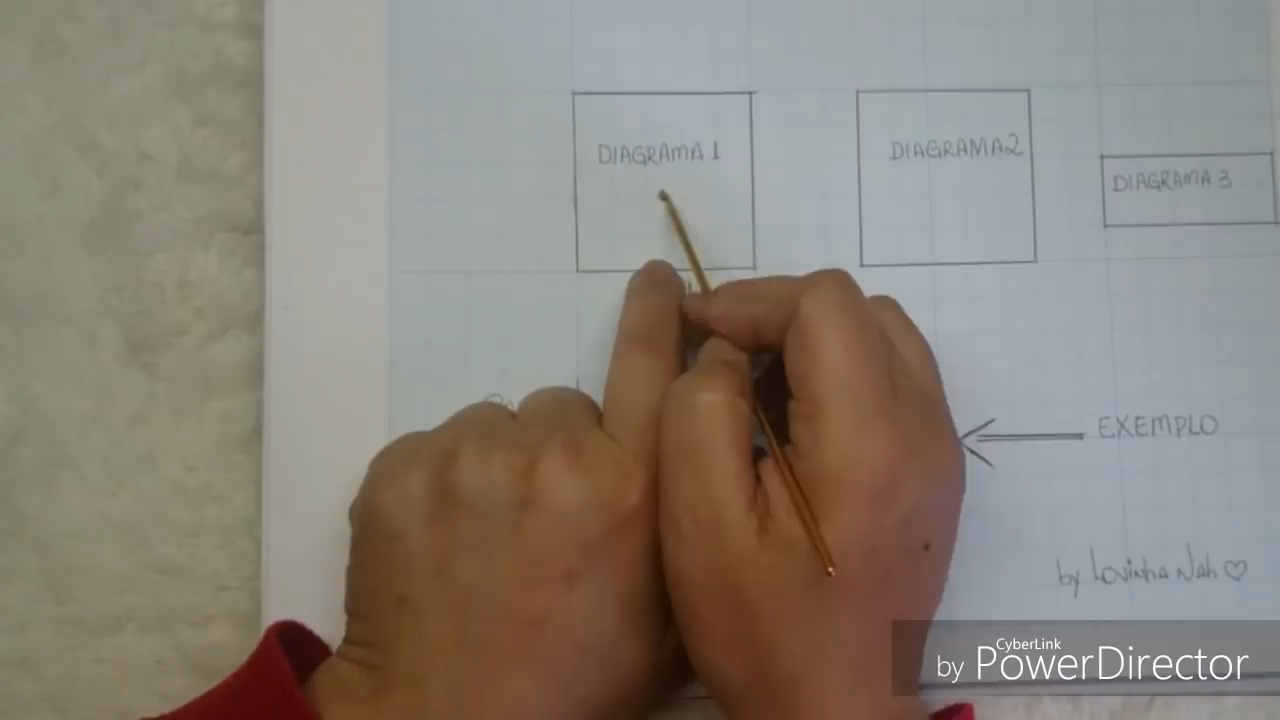 DIAGRAMA 1
DIAGRAMA 2
DIAGRAMA 3
EXEMPLO
by Lovinha Nah ♡
CyberLink
by PowerDirector